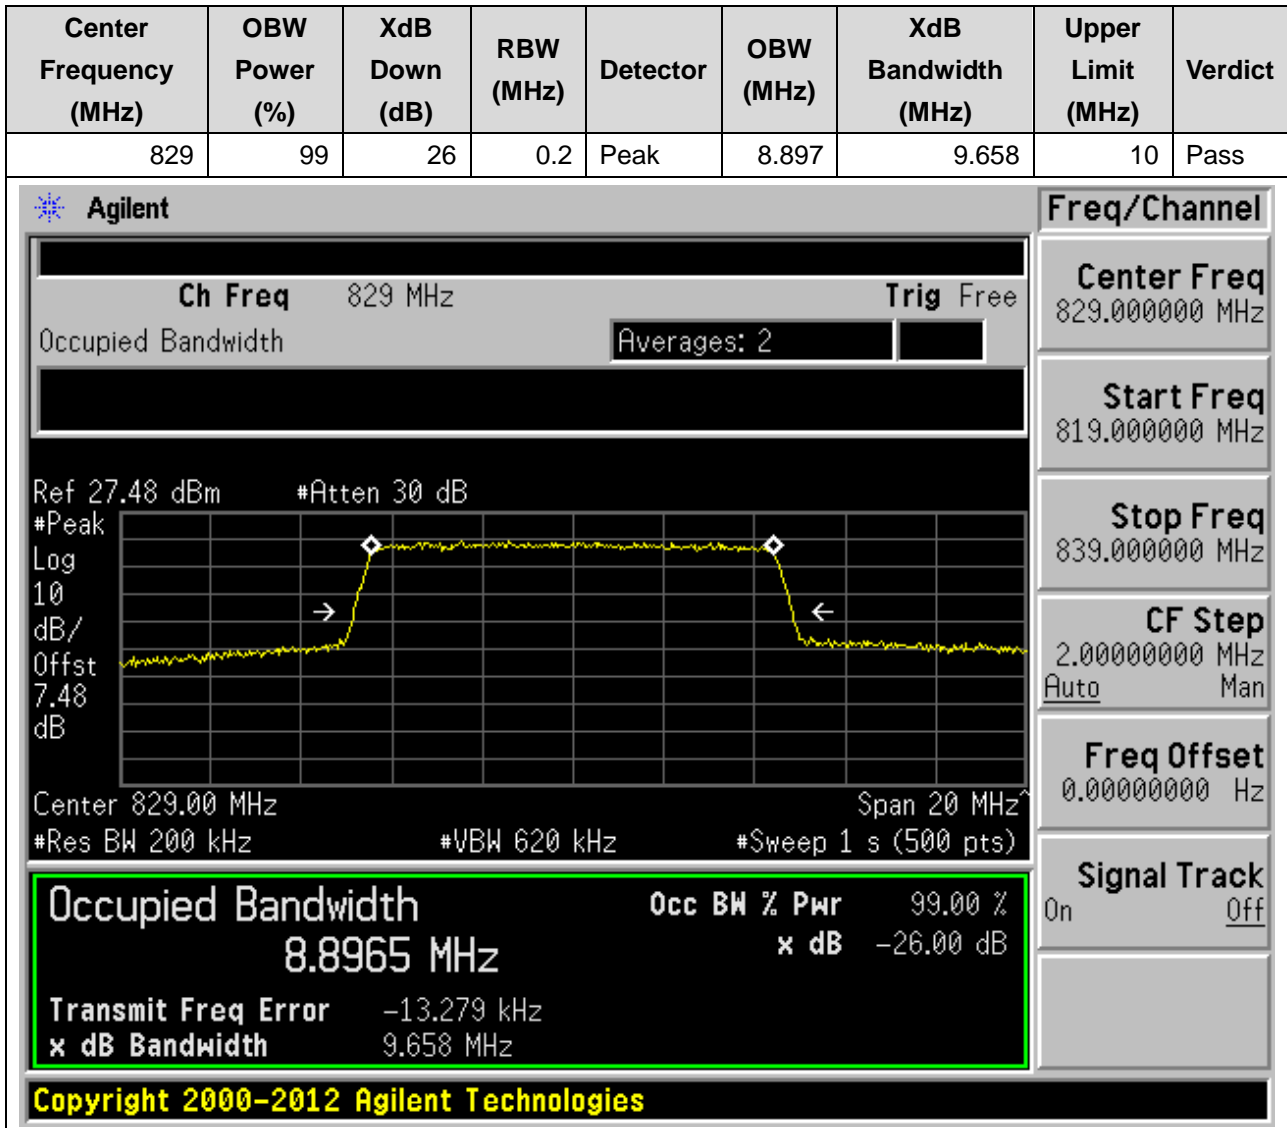 Center Frequency (MHz) OBW Power (%) XdB Down (dB) RBW (MHz) Detector OBW (MHz) XdB Bandwidth (MHz) Upper Limit (MHz) Verdict
829 99 26 0.2 Peak 8.897 9.658 10 Pass
Agilent
Freq/Channel
Ch Freq 829 MHz Trig Free
Occupied Bandwidth Averages: 2
Center Freq
829.000000 MHz
Start Freq
819.000000 MHz
Stop Freq
839.000000 MHz
CF Step
2.00000000 MHz
Auto Man
Freq Offset
0.00000000 Hz
Signal Track
On Off
Ref 27.48 dBm #Atten 30 dB
#Peak
Log
10
dB/
Offst
7.48
dB
Center 829.00 MHz Span 20 MHz^
#Res BW 200 kHz #VBW 620 kHz #Sweep 1 s (500 pts)
Occupied Bandwidth
8.8965 MHz
Occ BW % Pwr 99.00 %
x dB -26.00 dB
Transmit Freq Error -13.279 kHz
x dB Bandwidth 9.658 MHz
Copyright 2000-2012 Agilent Technologies